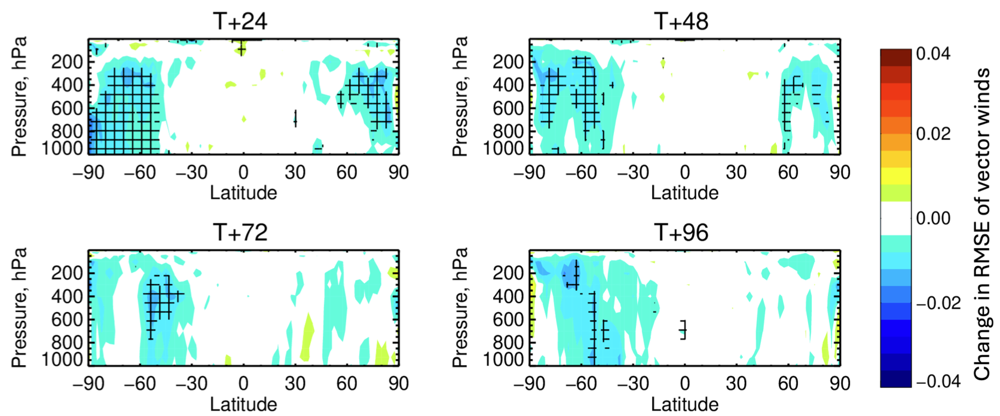 T+24
T+48
Pressure, hPa
200
400
600
800
1000
−90 −60 −30 0 30 60 90
Latitude
Pressure, hPa
200
400
600
800
1000
−90 −60 −30 0 30 60 90
Latitude
T+72
T+96
Pressure, hPa
200
400
600
800
1000
−90 −60 −30 0 30 60 90
Latitude
Pressure, hPa
200
400
600
800
1000
−90 −60 −30 0 30 60 90
Latitude
0.04
0.02
0.00
−0.02
−0.04
Change in RMSE of vector winds